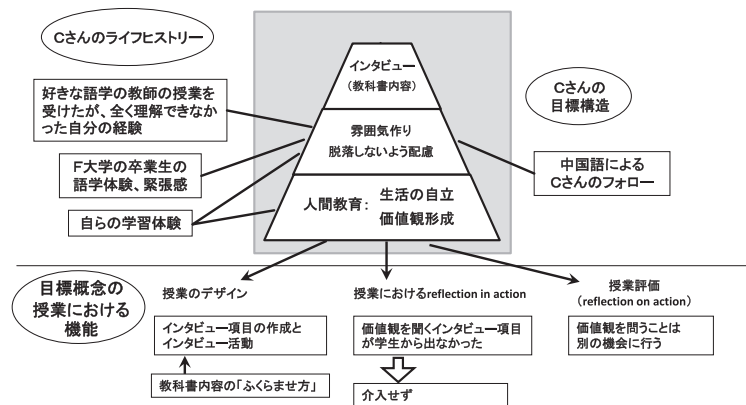 Cさんのライフヒストリー
好きな語学の教師の授業を
受けたが、全く理解できなか
った自分の経験
F大学の卒業生の
語学体験、緊張感
自らの学習体験
インタビュー
(教科書内容)
雰囲気作り
脱落しないよう配慮
人間教育: 生活の自立
価値観形成
Cさんの
目標構造
中国語による
Cさんのフォロー
目標概念の
授業における
機能
授業のデザイン
インタビュー項目の作成と
インタビュー活動
教科書内容の「ふくらませ方」
授業におけるreflection in action
価値観を聞くインタビュー項目
が学生から出なかった
介入せず
授業評価
(reflection on action)
価値観を問うことは
別の機会に行う